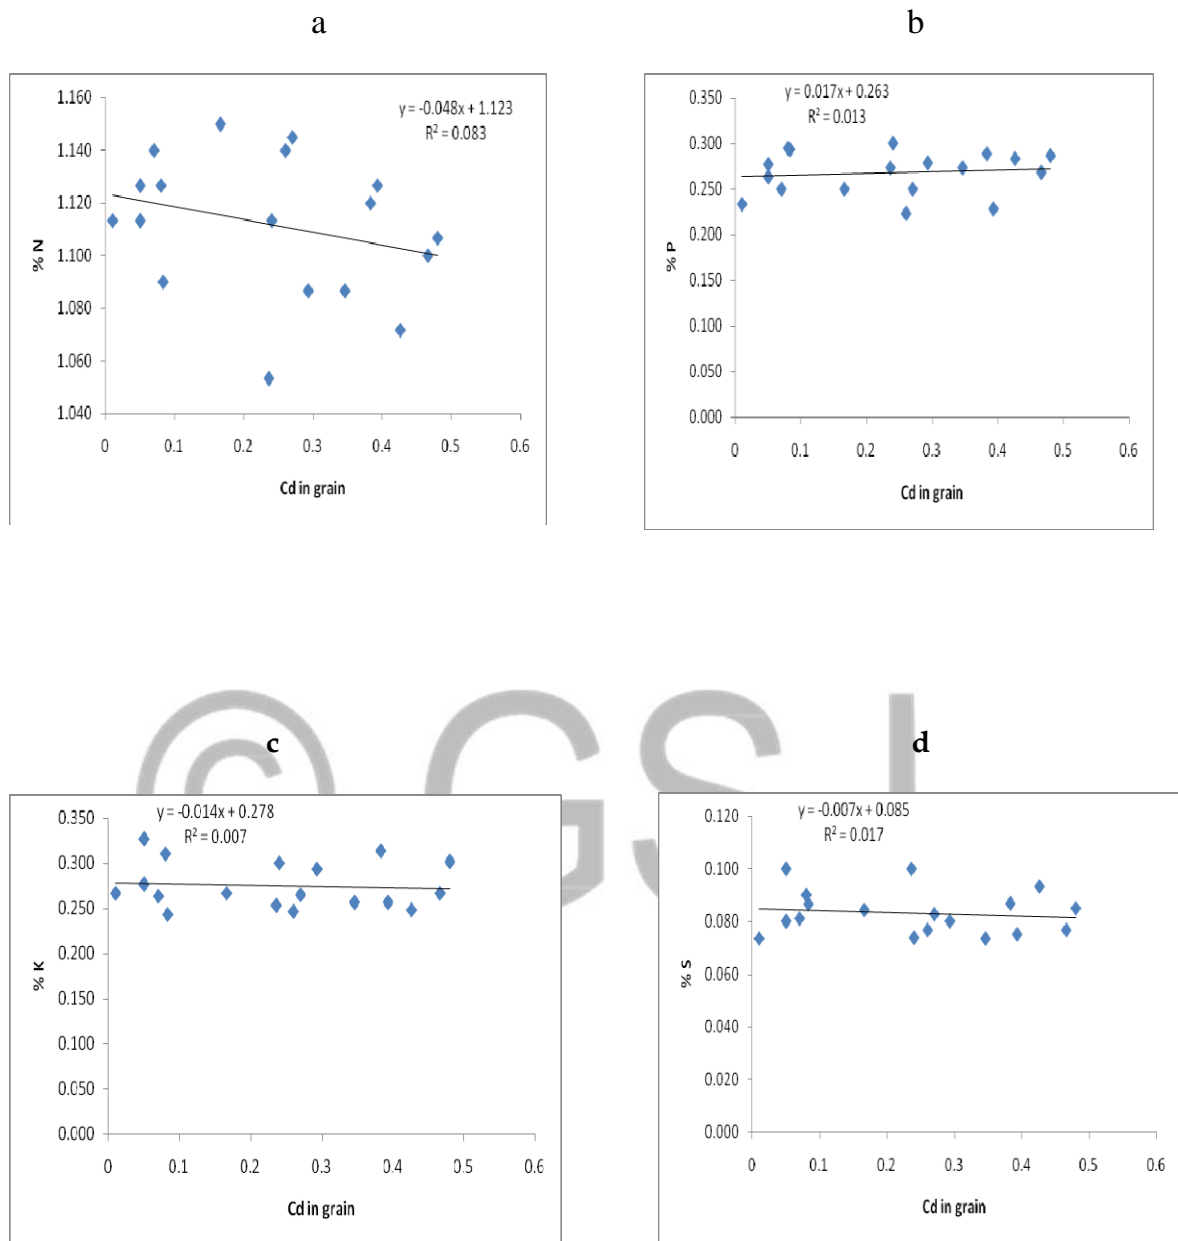 a
b
y = -0.048x + 1.123
R² = 0.083
1.160
1.140
1.120
1.100
1.080
1.060
1.040
% N
0 0.1 0.2 0.3 0.4 0.5 0.6
Cd in grain
y = 0.017x + 0.263
R² = 0.013
0.350
0.300
0.250
0.200
0.150
0.100
0.050
0.000
% P
0 0.1 0.2 0.3 0.4 0.5 0.6
Cd in grain
© GSJ
c
d
y = -0.014x + 0.278
R² = 0.007
0.350
0.300
0.250
0.200
0.150
0.100
0.050
0.000
% K
0 0.1 0.2 0.3 0.4 0.5 0.6
Cd in grain
y = -0.007x + 0.085
R² = 0.017
0.120
0.100
0.080
0.060
0.040
0.020
0.000
% S
0 0.1 0.2 0.3 0.4 0.5 0.6
Cd in grain